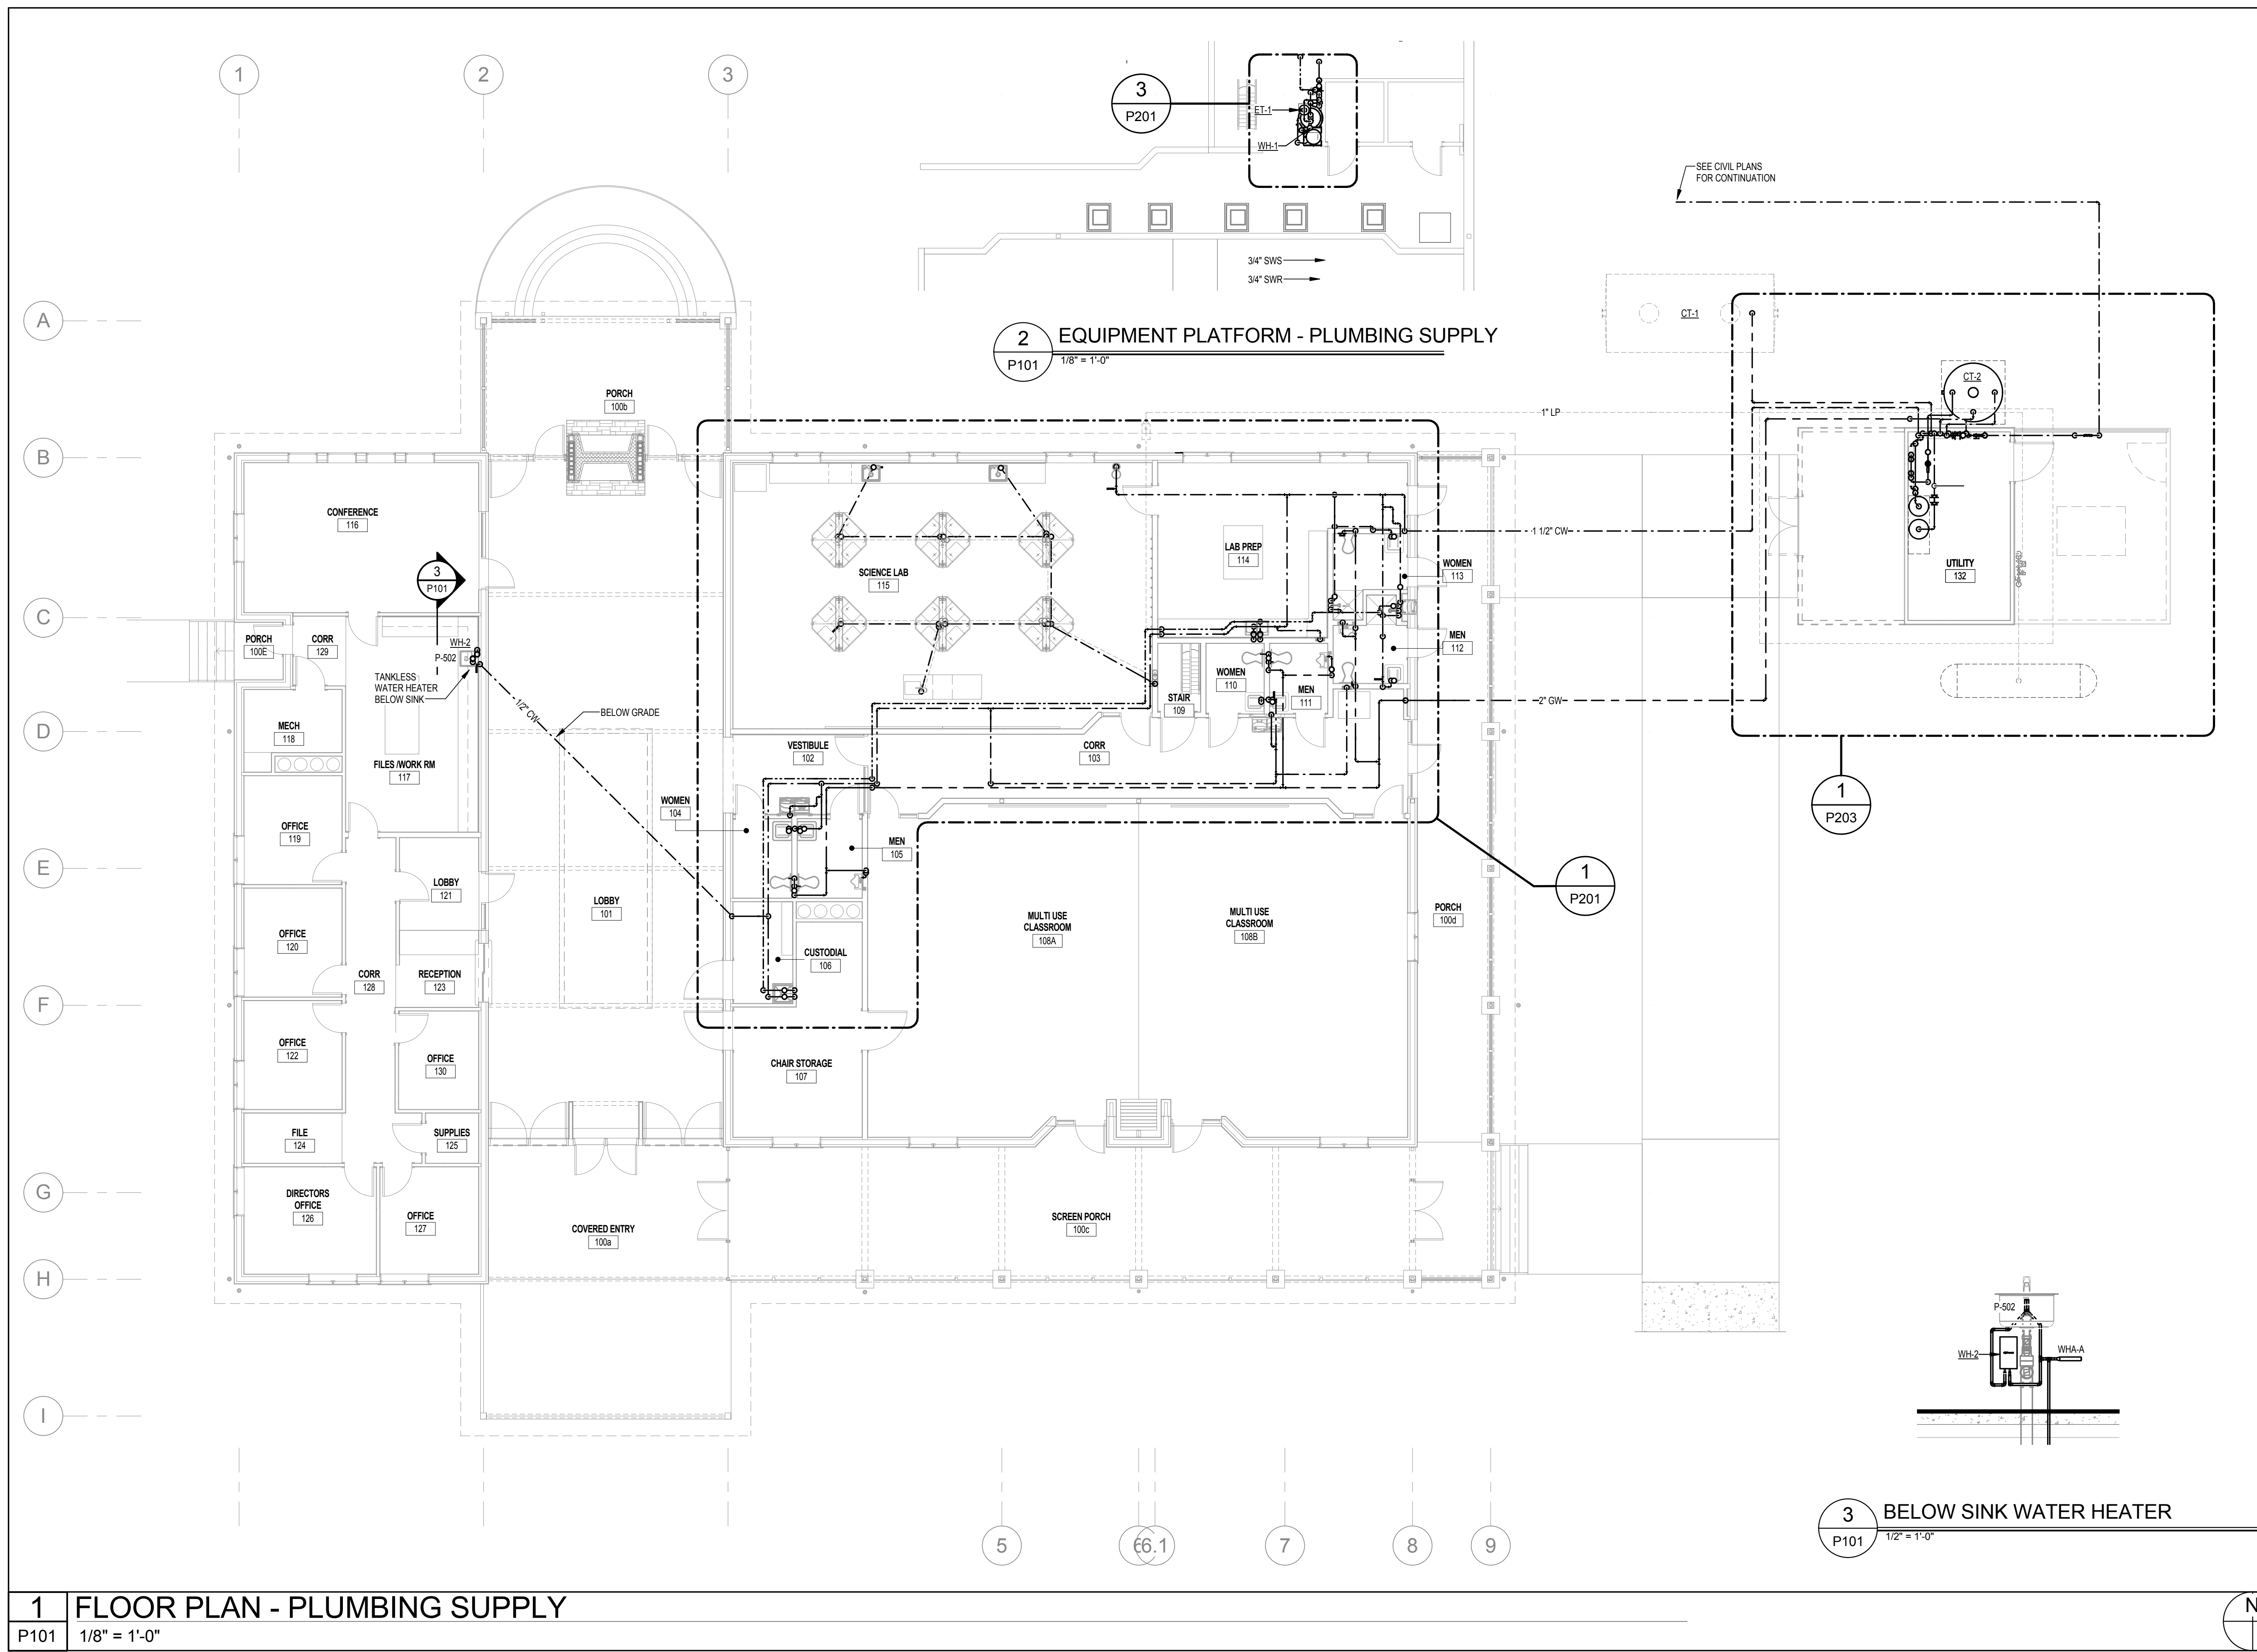 1
2
3
3
P201
ET-1
WH-1
SEE CIVIL PLANS
FOR CONTINUATION
3/4" SWS
3/4" SWR
2
P101
EQUIPMENT PLATFORM - PLUMBING SUPPLY
1/8" = 1'-0"
CT-1
CT-2
1" LP
A
B
C
D
E
F
G
H
I
PORCH
100b
CONFERENCE
116
3
P101
SCIENCE LAB
115
LAB PREP
114
1 1/2" CW
WOMEN
113
UTILITY
132
PORCH
100E
CORR
129
WH-2
P-502
TANKLESS
WATER HEATER
BELOW SINK
MEN
112
WOMEN
110
MEN
111
STAIR
109
2" GW
1/2" CW
BELOW GRADE
MECH
118
FILES /WORK RM
117
VESTIBULE
102
CORR
103
1
P203
WOMEN
104
OFFICE
119
MEN
105
LOBBY
121
1
P201
LOBBY
101
MULTI USE
CLASSROOM
108A
MULTI USE
CLASSROOM
108B
PORCH
100d
OFFICE
120
CUSTODIAL
106
CORR
128
RECEPTION
123
OFFICE
122
OFFICE
130
CHAIR STORAGE
107
FILE
124
SUPPLIES
125
DIRECTORS
OFFICE
126
OFFICE
127
COVERED ENTRY
100a
SCREEN PORCH
100c
P-502
WH-2
WHA-A
5
6
6.1
7
8
9
3
P101
BELOW SINK WATER HEATER
1/2" = 1'-0"
1
P101
FLOOR PLAN - PLUMBING SUPPLY
1/8" = 1'-0"
N